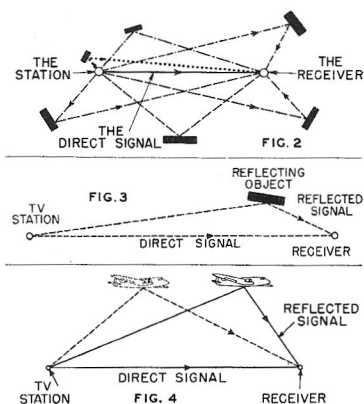 THE
STATION
THE
RECEIVER
THE
DIRECT SIGNAL
FIG. 2
FIG. 3
REFLECTING
OBJECT
TV
STATION
REFLECTED
SIGNAL
DIRECT SIGNAL
RECEIVER
REFLECTED
SIGNAL
DIRECT SIGNAL
TV
STATION
FIG. 4
RECEIVER